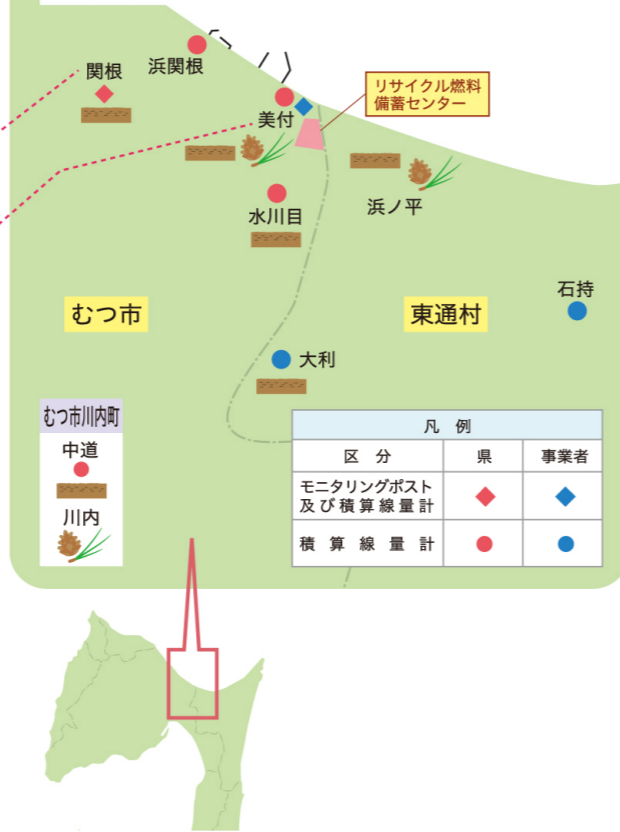 関根
浜関根
リサイクル燃料
備蓄センター
美付
浜ノ平
水川目
石持
むつ市
東通村
大利
むつ市川内町
中道
川内
凡 例
区 分 県 事業者
モニタリングポスト
及び積算線量計
積 算 線 量 計